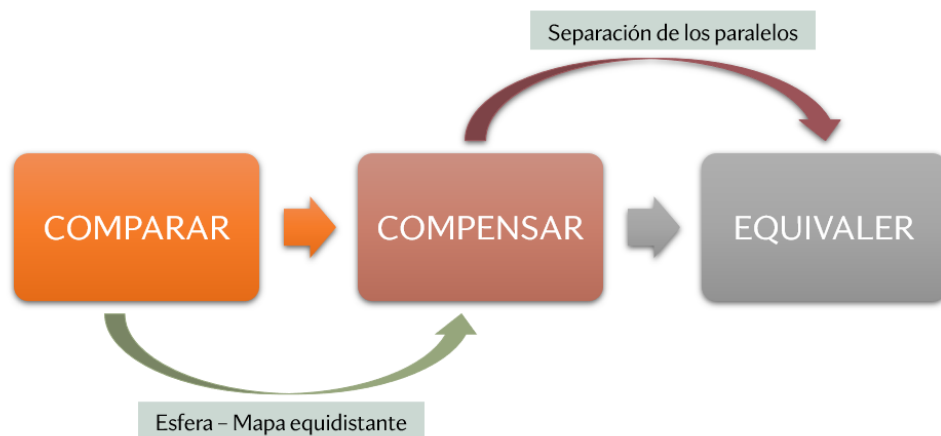 Separación de los paralelos
COMPARAR
COMPENSAR
EQUIVALER
Esfera – Mapa equidistante